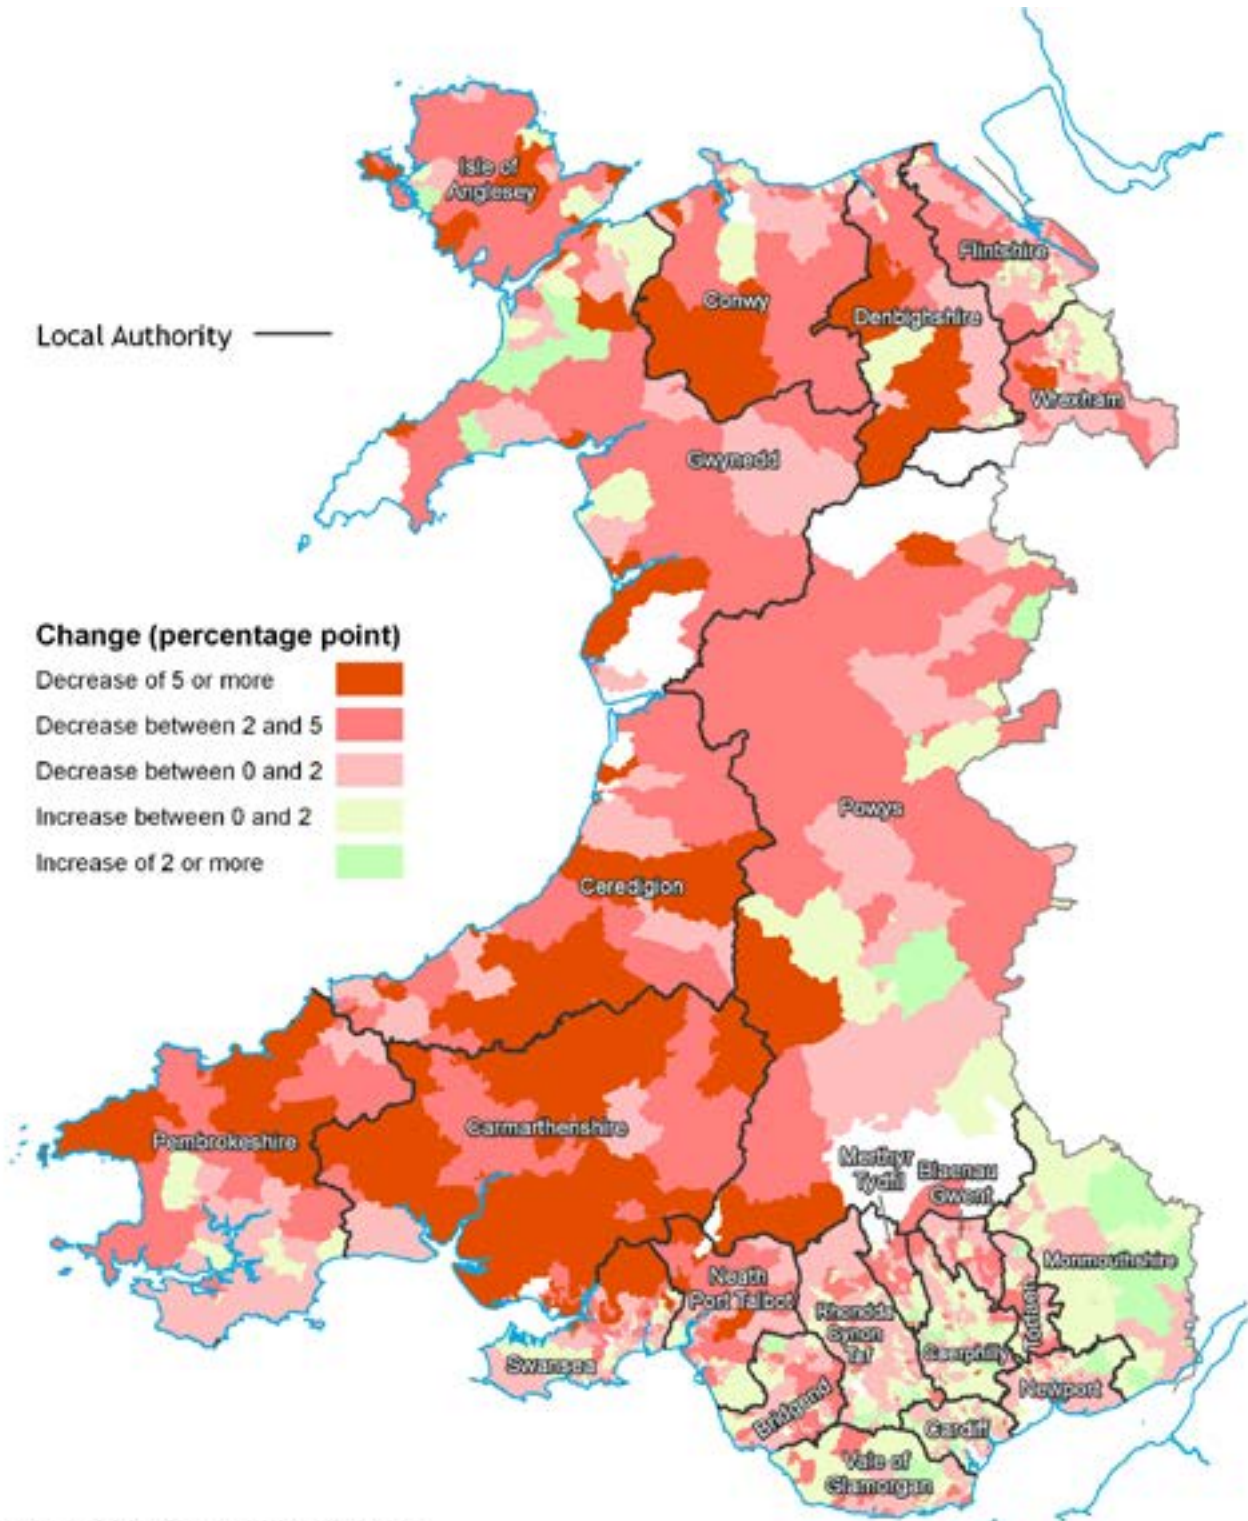 Isle of
Anglesey
Flintshire
Conwy
Denbighshire
Local Authority
Wrexham
Gwynedd
Change (percentage point)
Decrease of 5 or more
Decrease between 2 and 5
Decrease between 0 and 2
Increase between 0 and 2
Increase of 2 or more
Powys
Ceredigion
Pembrokeshire
Carmarthenshire
Merthyr
Tydfil
Blaenau
Gwent
Monmouthshire
Neath
Port Talbot
Rhondda
Cynon
Taf
Caerphilly
Torfaen
Swansea
Bridgend
Newport
Cardiff
Vale of
Glamorgan